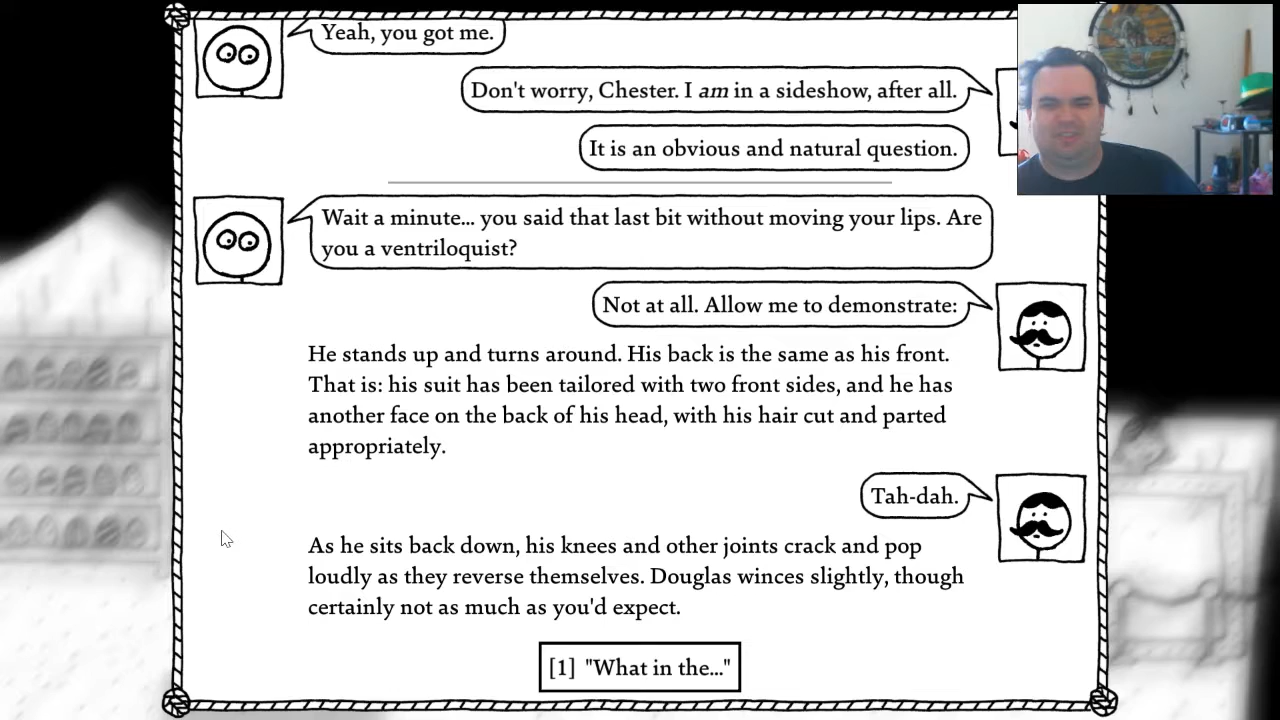 Yeah, you got me.
Don't worry, Chester. I am in a sideshow, after all.
It is an obvious and natural question.
Wait a minute... you said that last bit without moving your lips. Are
you a ventriloquist?
Not at all. Allow me to demonstrate:
He stands up and turns around. His back is the same as his front.
That is: his suit has been tailored with two front sides, and he has
another face on the back of his head, with his hair cut and parted
appropriately.
Tah-dah.
As he sits back down, his knees and other joints crack and pop
loudly as they reverse themselves. Douglas winces slightly, though
certainly not as much as you'd expect.
[1] "What in the..."